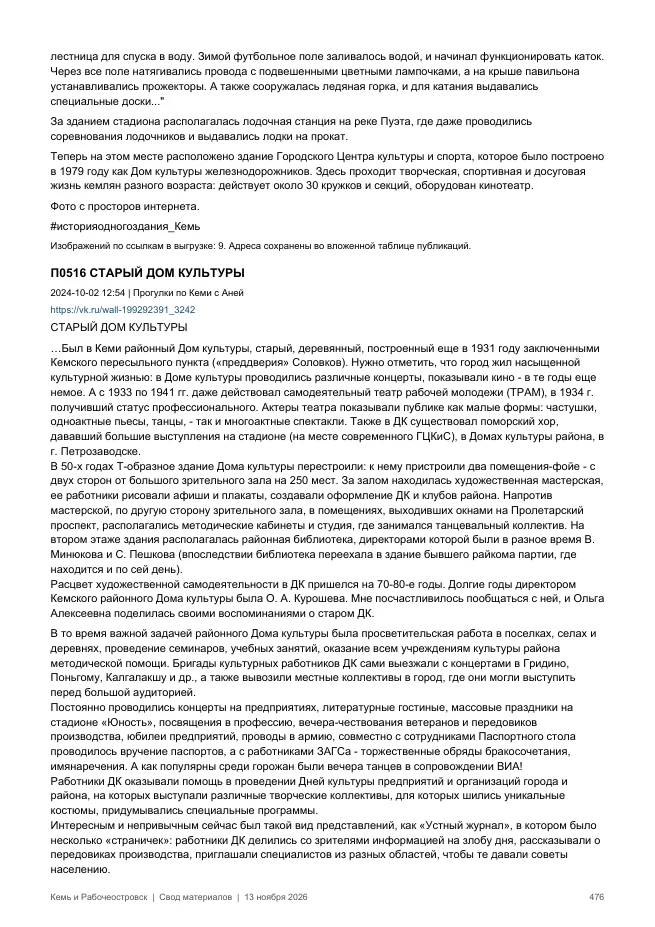 лестница для спуска в воду. Зимой футбольное поле заливалось водой, и начинал функционировать каток.
Через все поле натягивались провода с подвешенными цветными лампочками, а на крыше павильона
устанавливались прожекторы. А также сооружалась ледяная горка, и для катания выдавались
специальные доски..."
За зданием стадиона располагалась лодочная станция на реке Пуэта, где даже проводились
соревнования лодочников и выдавались лодки на прокат.
Теперь на этом месте расположено здание Городского Центра культуры и спорта, которое было построено
в 1979 году как Дом культуры железнодорожников. Здесь проходит творческая, спортивная и досуговая
жизнь кемлян разного возраста: действует около 30 кружков и секций, оборудован кинотеатр.
Фото с просторов интернета.
#историяодногоздания_Кемь
Изображений по ссылкам в выгрузке: 9. Адреса сохранены во вложенной таблице публикаций.
П0516 СТАРЫЙ ДОМ КУЛЬТУРЫ
2024-10-02 12:54 | Прогулки по Кеми с Аней
https://vk.ru/wall-199292391_3242
СТАРЫЙ ДОМ КУЛЬТУРЫ
…Был в Кеми районный Дом культуры, старый, деревянный, построенный еще в 1931 году заключенными
Кемского пересыльного пункта («преддверия» Соловков). Нужно отметить, что город жил насыщенной
культурной жизнью: в Доме культуры проводились различные концерты, показывали кино - в те годы еще
немое. А с 1933 по 1941 гг. даже действовал самодеятельный театр рабочей молодежи (ТРАМ), в 1934 г.
получивший статус профессионального. Актеры театра показывали публике как малые формы: частушки,
одноактные пьесы, танцы, - так и многоактные спектакли. Также в ДК существовал поморский хор,
дававший большие выступления на стадионе (на месте современного ГЦКиС), в Домах культуры района, в
г. Петрозаводске.
В 50-х годах Т-образное здание Дома культуры перестроили: к нему пристроили два помещения-фойе - с
двух сторон от большого зрительного зала на 250 мест. За залом находилась художественная мастерская,
ее работники рисовали афиши и плакаты, создавали оформление ДК и клубов района. Напротив
мастерской, по другую сторону зрительного зала, в помещениях, выходивших окнами на Пролетарский
проспект, располагались методические кабинеты и студия, где занимался танцевальный коллектив. На
втором этаже здания располагалась районная библиотека, директорами которой были в разное время В.
Минюкова и С. Пешкова (впоследствии библиотека переехала в здание бывшего райкома партии, где
находится и по сей день).
Расцвет художественной самодеятельности в ДК пришелся на 70-80-е годы. Долгие годы директором
Кемского районного Дома культуры была О. А. Курошева. Мне посчастливилось пообщаться с ней, и Ольга
Алексеевна поделилась своими воспоминаниями о старом ДК.
В то время важной задачей районного Дома культуры была просветительская работа в поселках, селах и
деревнях, проведение семинаров, учебных занятий, оказание всем учреждениям культуры района
методической помощи. Бригады культурных работников ДК сами выезжали с концертами в Гридино,
Поньгому, Калгалакшу и др., а также вывозили местные коллективы в город, где они могли выступить
перед большой аудиторией.
Постоянно проводились концерты на предприятиях, литературные гостиные, массовые праздники на
стадионе «Юность», посвящения в профессию, вечера-чествования ветеранов и передовиков
производства, юбилеи предприятий, проводы в армию, совместно с сотрудниками Паспортного стола
проводилось вручение паспортов, а с работниками ЗАГСа - торжественные обряды бракосочетания,
имянаречения. А как популярны среди горожан были вечера танцев в сопровождении ВИА!
Работники ДК оказывали помощь в проведении Дней культуры предприятий и организаций города и
района, на которых выступали различные творческие коллективы, для которых шились уникальные
костюмы, придумывались специальные программы.
Интересным и непривычным сейчас был такой вид представлений, как «Устный журнал», в котором было
несколько «страничек»: работники ДК делились со зрителями информацией на злобу дня, рассказывали о
передовиках производства, приглашали специалистов из разных областей, чтобы те давали советы
населению.
Кемь и Рабочеостровск | Свод материалов | 13 ноября 2026
476